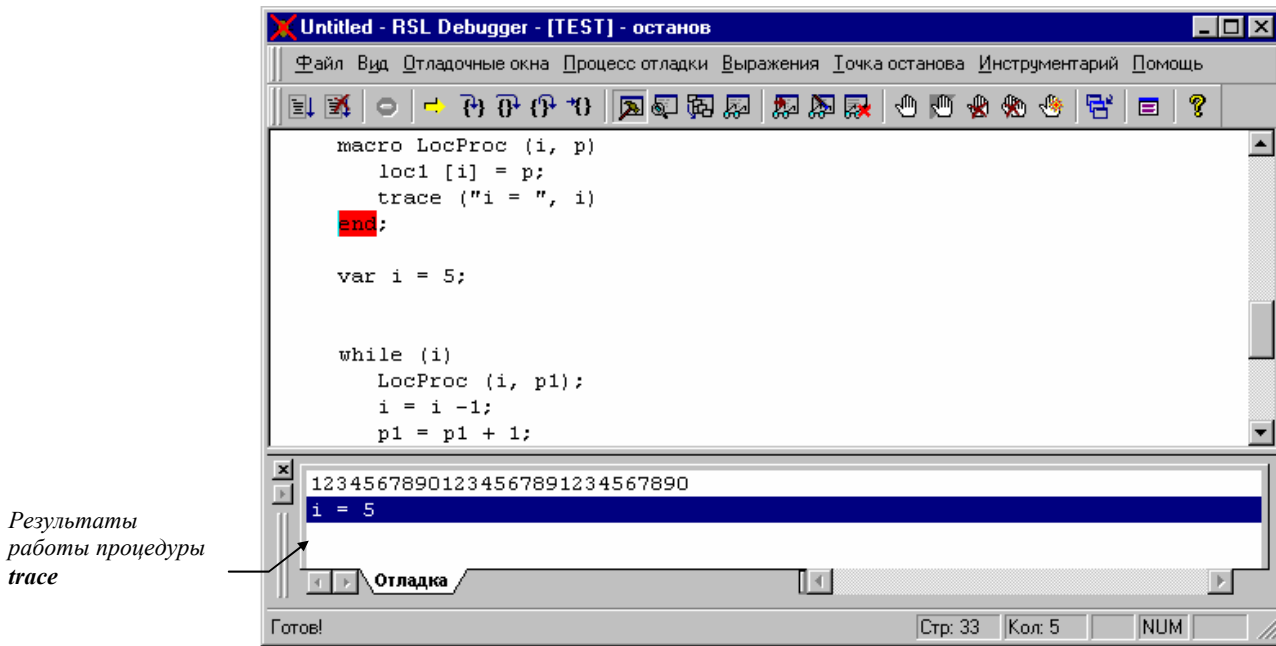 Untitled - RSL Debugger - [TEST] - останов
Файл Вид Отладочные окна Процесс отладки Выражения Точка останова Инструментарий Помощь
macro LocProc (i, p)
loc1 [i] = p;
trace ("i = ", i)
end;
var i = 5;
while (i)
LocProc (i, p1);
i = i -1;
p1 = p1 + 1;
12345678901234567891234567890
i = 5
Результаты
работы процедуры
trace
Отладка
Готов!
Стр: 33
Кол: 5
NUM